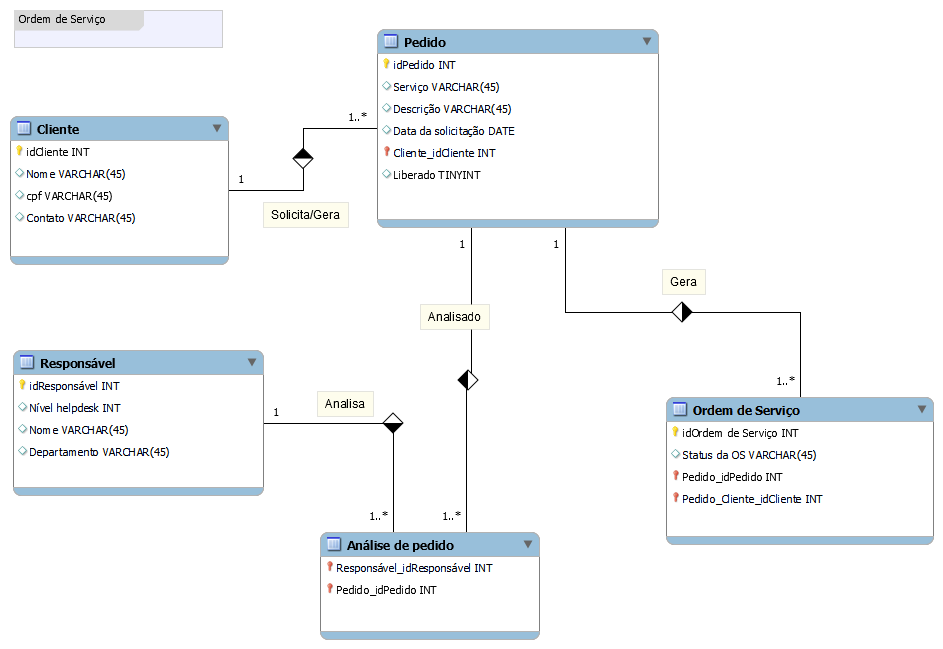 Ordem de Serviço
Pedido
idPedido INT
Serviço VARCHAR(45)
Descrição VARCHAR(45)
Data da solicitação DATE
Cliente_idCliente INT
Liberado TINYINT
Cliente
idCliente INT
Nome VARCHAR(45)
cpf VARCHAR(45)
Contato VARCHAR(45)
1..*
1
Solicita/Gera
1
1
Gera
Analisado
1..*
Responsável
idResponsável INT
Nível helpdesk INT
Nome VARCHAR(45)
Departamento VARCHAR(45)
1
Analisa
1..*
1..*
Ordem de Serviço
idOrdem de Serviço INT
Status da OS VARCHAR(45)
Pedido_idPedido INT
Pedido_Cliente_idCliente INT
Análise de pedido
Responsável_idResponsável INT
Pedido_idPedido INT